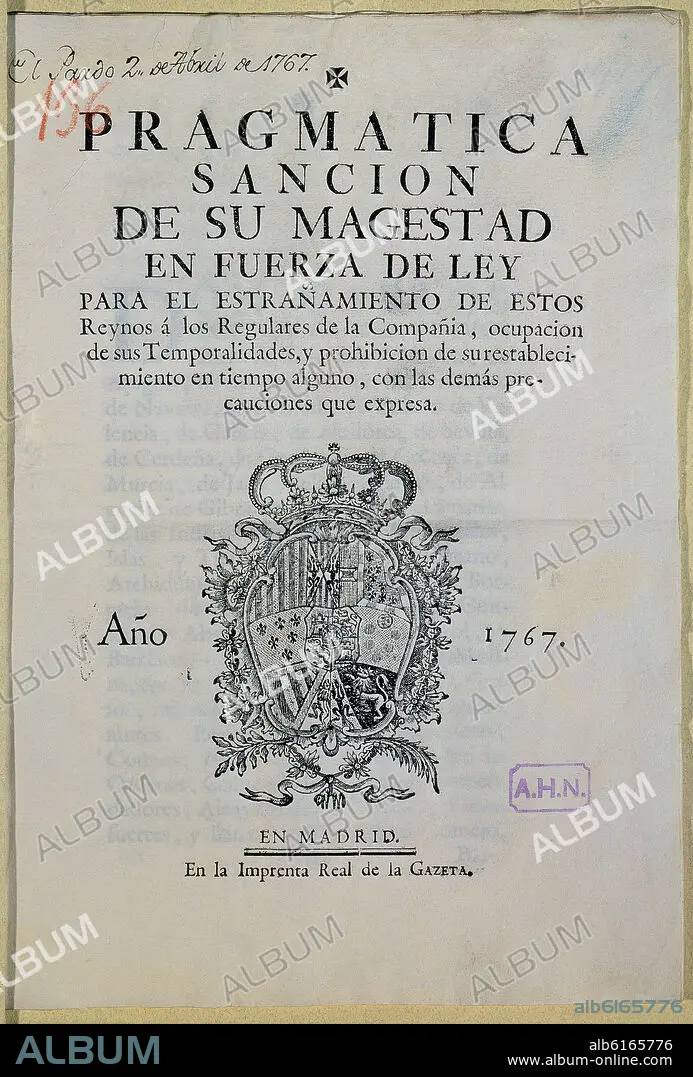 El Pardo 2 de Abril de 1767.
156
PRAGMATICA
SANCION
DE SU MAGESTAD
EN FUERZA DE LEY
PARA EL ESTRAÑAMIENTO DE ESTOS
Reynos á los Regulares de la Compañia, ocupacion
de sus Temporalidades, y prohibicion de su restableci-
miento en tiempo alguno, con las demás pre-
cauciones que expresa.
Año 1767.
A.H.N.
EN MADRID.
En la Imprenta Real de la GAZETA.
alb6165776
ALBUM
alb6165776
www.album-online.com